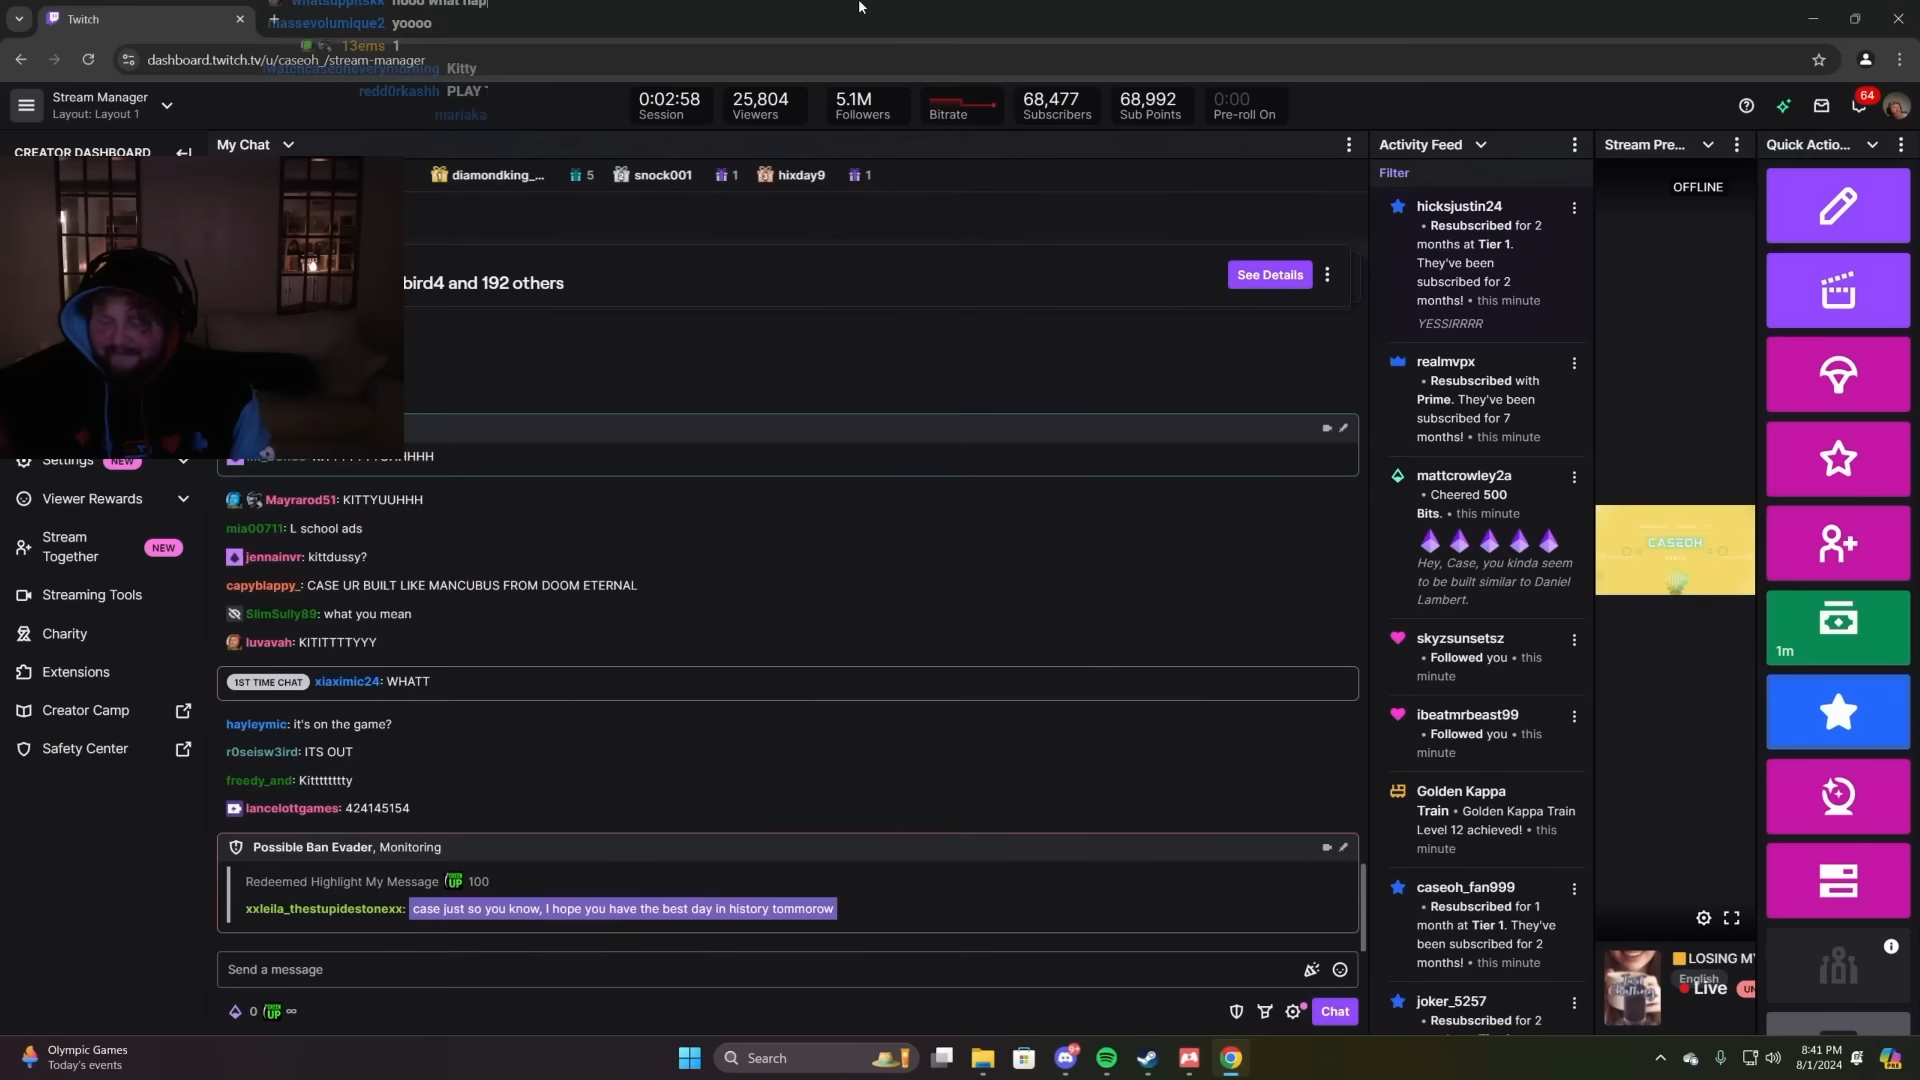 whatsuppitskk nooo what hap
Twitch
massevolumique2 yoooo
13ems 1
dashboard.twitch.tv/u/caseoh_/stream-manager
iwatchcaseoheverymorning Kitty
redd0rkashh PLAY
mariaka
Stream Manager
Layout: Layout 1
0:02:58
Session
25,804
Viewers
5.1M
Followers
Bitrate
68,477
Subscribers
68,992
Sub Points
0:00
Pre-roll On
64
CREATOR DASHBOARD
My Chat
Activity Feed
Stream Pre...
Quick Actio...
diamondking_... 5
snock001 1
hixday9 1
Filter
OFFLINE
hicksjustin24
• Resubscribed for 2
months at Tier 1.
They've been
subscribed for 2
months! • this minute
YESSIRRRR
bird4 and 192 others
See Details
realmvpx
• Resubscribed with
Prime. They've been
subscribed for 7
months! • this minute
Settings NEW
Viewer Rewards
Stream
Together
NEW
Streaming Tools
Charity
Extensions
Creator Camp
Safety Center
Mayrarod51: KITTYUUHHH
mia00711: L school ads
jennainvr: kittdussy?
capyblappy_: CASE UR BUILT LIKE MANCUBUS FROM DOOM ETERNAL
SlimSully89: what you mean
luvavah: KITITTTTYYY
1ST TIME CHAT xiaximic24: WHATT
hayleymic: it's on the game?
r0seisw3ird: ITS OUT
freedy_and: Kittttttty
lancelottgames: 424145154
Possible Ban Evader, Monitoring
Redeemed Highlight My Message 100
xxleila_thestupidestonexx: case just so you know, I hope you have the best day in history tommorow
Send a message
0
∞
Chat
mattcrowley2a
• Cheered 500
Bits. • this minute
Hey, Case, you kinda seem
to be built similar to Daniel
Lambert.
skyzsunsetsz
• Followed you • this
minute
ibeatmrbeast99
• Followed you • this
minute
Golden Kappa
Train • Golden Kappa Train
Level 12 achieved! • this
minute
caseoh_fan999
• Resubscribed for 1
month at Tier 1. They've
been subscribed for 2
months! • this minute
joker_5257
• Resubscribed for 2
CASEOH
1m
LOSING MY
English
Live
UN
Just
Chatting
Olympic Games
Today's events
Search
8:41 PM
8/1/2024